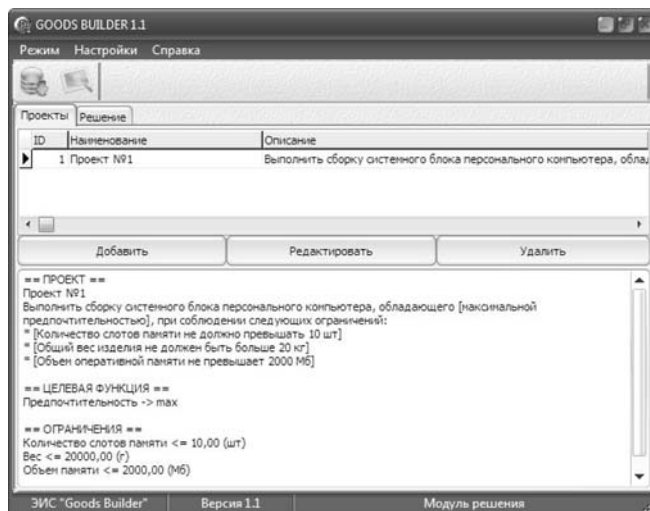 GOODS BUILDER 1.1
Режим Настройки Справка
Проекты Решение
ID Наименование Описание
1 Проект №1 Выполнить сборку системного блока персонального компьютера, обла
Добавить Редактировать Удалить
== ПРОЕКТ ==
Проект №1
Выполнить сборку системного блока персонального компьютера, обладающего [максимальной
предпочтительностью], при соблюдении следующих ограничений:
* [Количество слотов памяти не должно превышать 10 шт]
* [Общий вес изделия не должен быть больше 20 кг]
* [Объем оперативной памяти не превышает 2000 Мб]
== ЦЕЛЕВАЯ ФУНКЦИЯ ==
Предпочтительность -> max
== ОГРАНИЧЕНИЯ ==
Количество слотов памяти <= 10,00 (шт)
Вес <= 20000,00 (г)
Объем памяти <= 2000,00 (Мб)
ЭИС "Goods Builder" Версия 1.1 Модуль решения